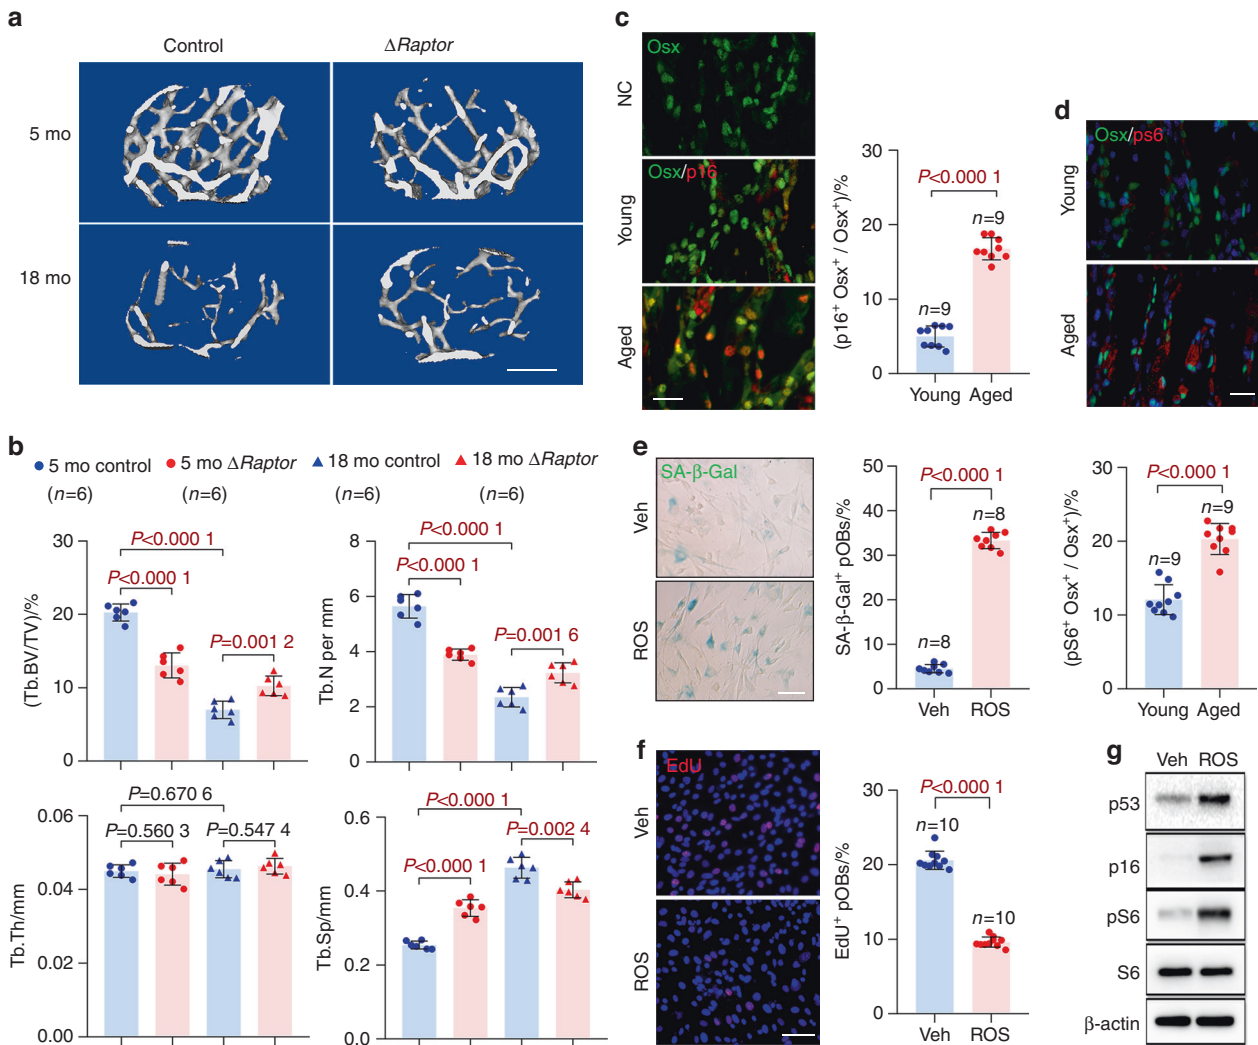 a
Control
ΔRaptor
5 mo
18 mo
b
5 mo control
5 mo ΔRaptor
18 mo control
18 mo ΔRaptor
(n=6)
(n=6)
(n=6)
(n=6)
(Tb.BV/TV)/%
30
20
10
0
P<0.000 1
P<0.000 1
P=0.001 2
Tb.N per mm
8
6
4
2
0
P<0.000 1
P<0.000 1
P=0.001 6
Tb.Th/mm
0.06
0.04
0.02
0.00
P=0.670 6
P=0.560 3
P=0.547 4
Tb.Sp/mm
0.6
0.4
0.2
0.0
P<0.000 1
P<0.000 1
P=0.002 4
c
NC
Osx
Young
Osx/p16
Aged
(p16+ Osx+ / Osx+)/%
30
20
10
0
P<0.000 1
n=9
n=9
Young
Aged
d
Osx/ps6
Young
Aged
(pS6+ Osx+ / Osx+)/%
30
20
10
0
P<0.000 1
n=9
n=9
Young
Aged
e
SA-β-Gal
Veh
ROS
SA-β-Gal+ pOBs/%
50
40
30
20
10
0
P<0.000 1
n=8
n=8
Veh
ROS
f
EdU
Veh
ROS
EdU+ pOBs/%
30
20
10
0
P<0.000 1
n=10
n=10
Veh
ROS
g
Veh ROS
p53
p16
pS6
S6
β-actin